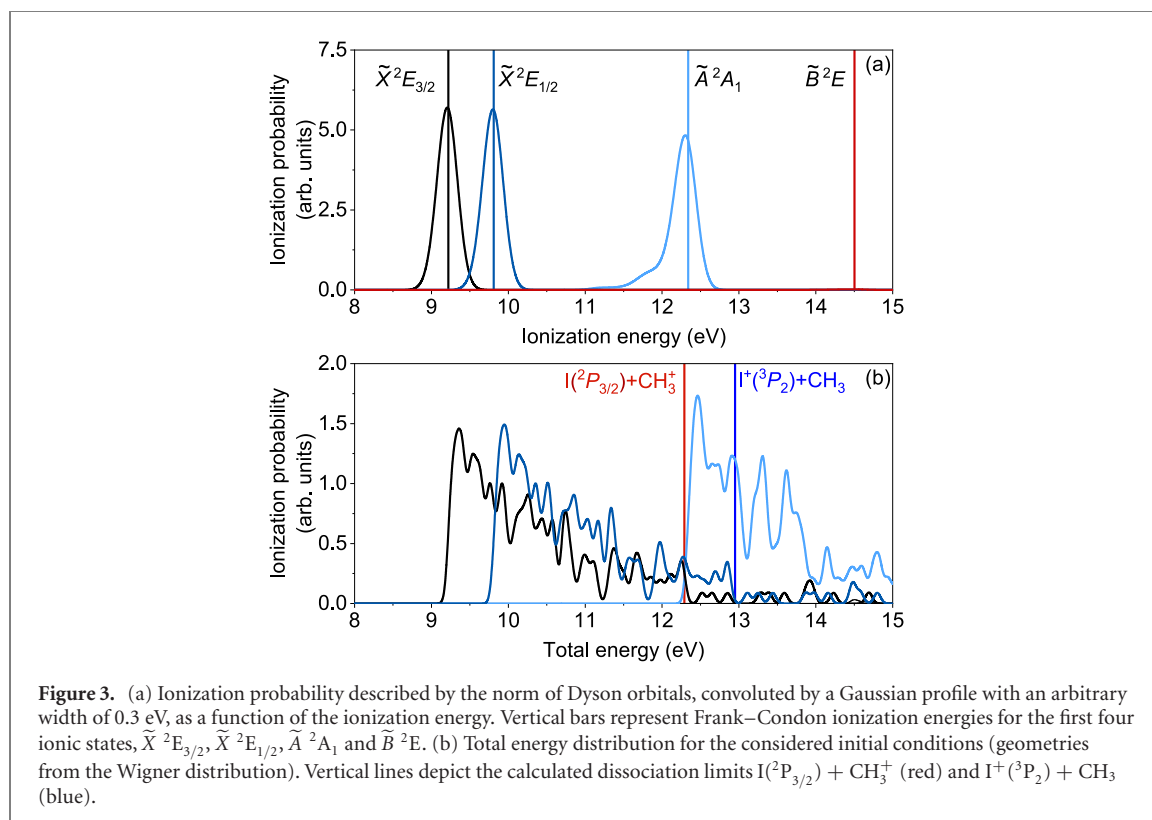 7.5
5.0
2.5
0.0
Ionization probability
(arb. units)
X̃ ²E₃/₂
X̃ ²E₁/₂
Ã ²A₁
B̃ ²E
(a)
8 9 10 11 12 13 14 15
Ionization energy (eV)
2.0
1.5
1.0
0.5
0.0
Ionization probability
(arb. units)
I(²P₃/₂)+CH₃⁺
I⁺(³P₂)+CH₃
(b)
8 9 10 11 12 13 14 15
Total energy (eV)
Figure 3. (a) Ionization probability described by the norm of Dyson orbitals, convoluted by a Gaussian profile with an arbitrary
width of 0.3 eV, as a function of the ionization energy. Vertical bars represent Frank–Condon ionization energies for the first four
ionic states, X̃ ²E₃/₂, X̃ ²E₁/₂, Ã ²A₁ and B̃ ²E. (b) Total energy distribution for the considered initial conditions (geometries
from the Wigner distribution). Vertical lines depict the calculated dissociation limits I(²P₃/₂) + CH₃⁺ (red) and I⁺(³P₂) + CH₃
(blue).